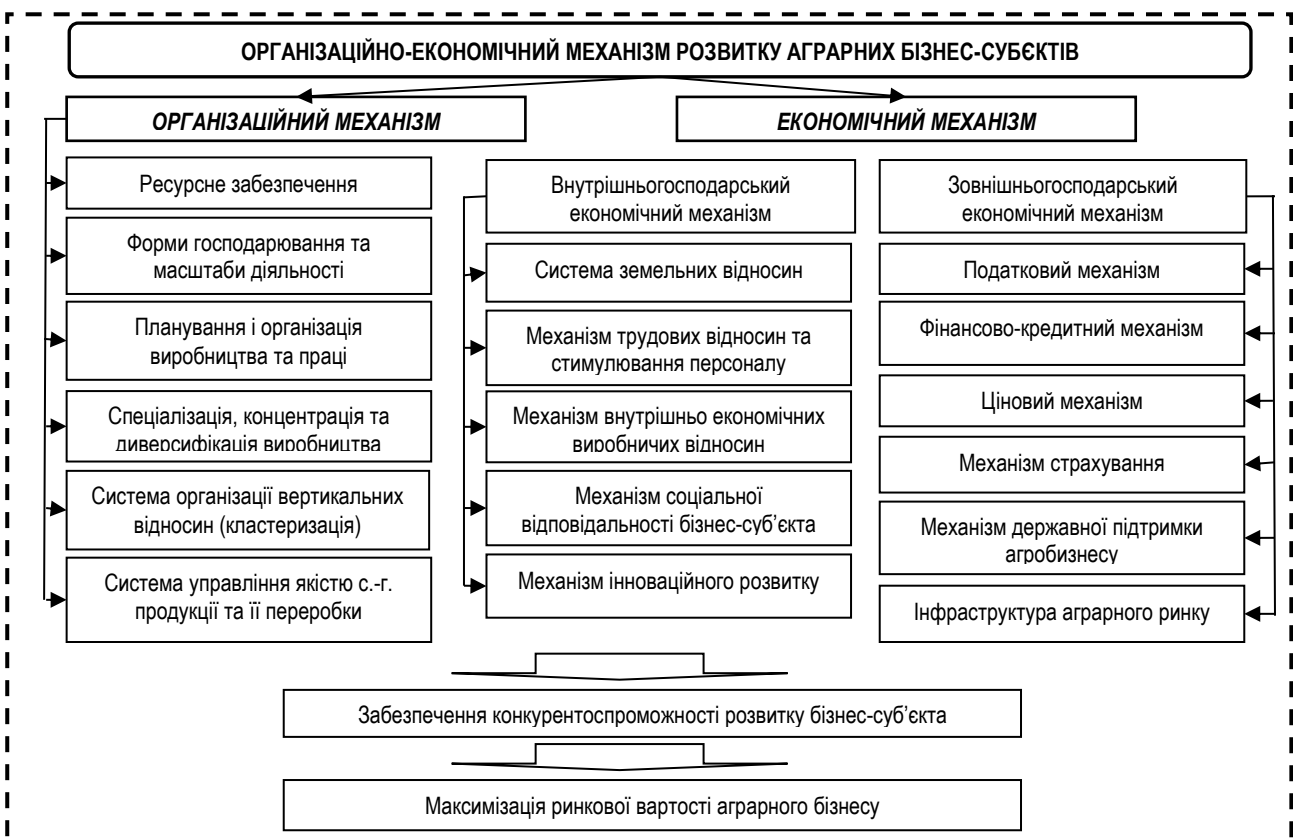 ОРГАНІЗАЦІЙНО-ЕКОНОМІЧНИЙ МЕХАНІЗМ РОЗВИТКУ АГРАРНИХ БІЗНЕС-СУБЄКТІВ
ОРГАНІЗАЦІЙНИЙ МЕХАНІЗМ
ЕКОНОМІЧНИЙ МЕХАНІЗМ
Ресурсне забезпечення
Форми господарювання та
масштаби діяльності
Планування і організація
виробництва та праці
Спеціалізація, концентрація та
диверсифікація виробництва
Система організації вертикальних
відносин (кластеризація)
Система управління якістю с.-г.
продукції та її переробки
Внутрішньогосподарський
економічний механізм
Система земельних відносин
Механізм трудових відносин та
стимулювання персоналу
Механізм внутрішньо економічних
виробничих відносин
Механізм соціальної
відповідальності бізнес-суб’єкта
Механізм інноваційного розвитку
Зовнішньогосподарський
економічний механізм
Податковий механізм
Фінансово-кредитний механізм
Ціновий механізм
Механізм страхування
Механізм державної підтримки
агробизнесу
Інфраструктура аграрного ринку
Забезпечення конкурентоспроможності розвитку бізнес-суб’єкта
Максимізація ринкової вартості аграрного бізнесу